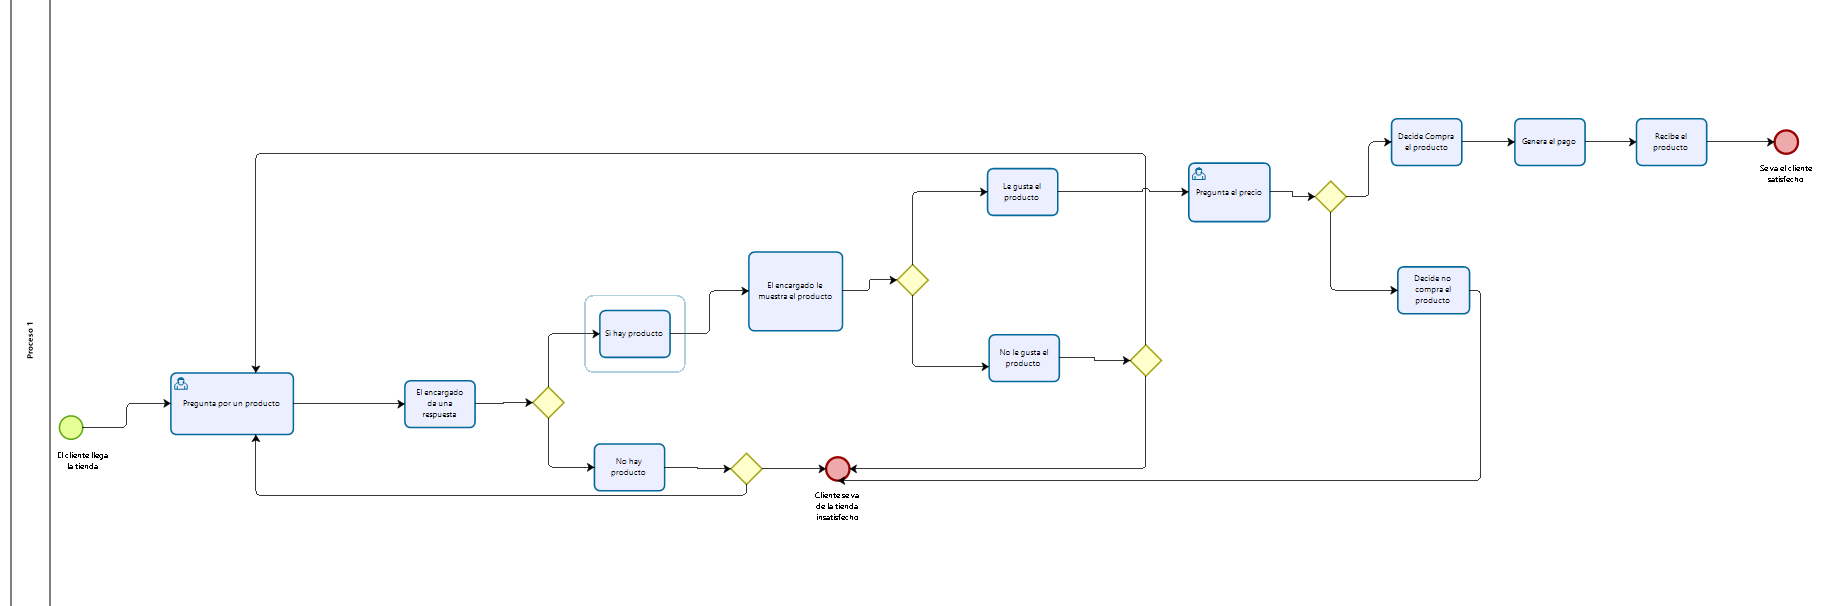 Proceso 1
El cliente llega
la tienda
Pregunta por un producto
El encargado
da una
respuesta
Si hay producto
No hay
producto
El encargado le
muestra el producto
Cliente se va
de la tienda
insatisfecho
Le gusta el
producto
No le gusta el
producto
Pregunta el precio
Decide Compra
el producto
Genera el pago
Recibe el
producto
Se va el cliente
satisfecho
Decide no
compra el
producto